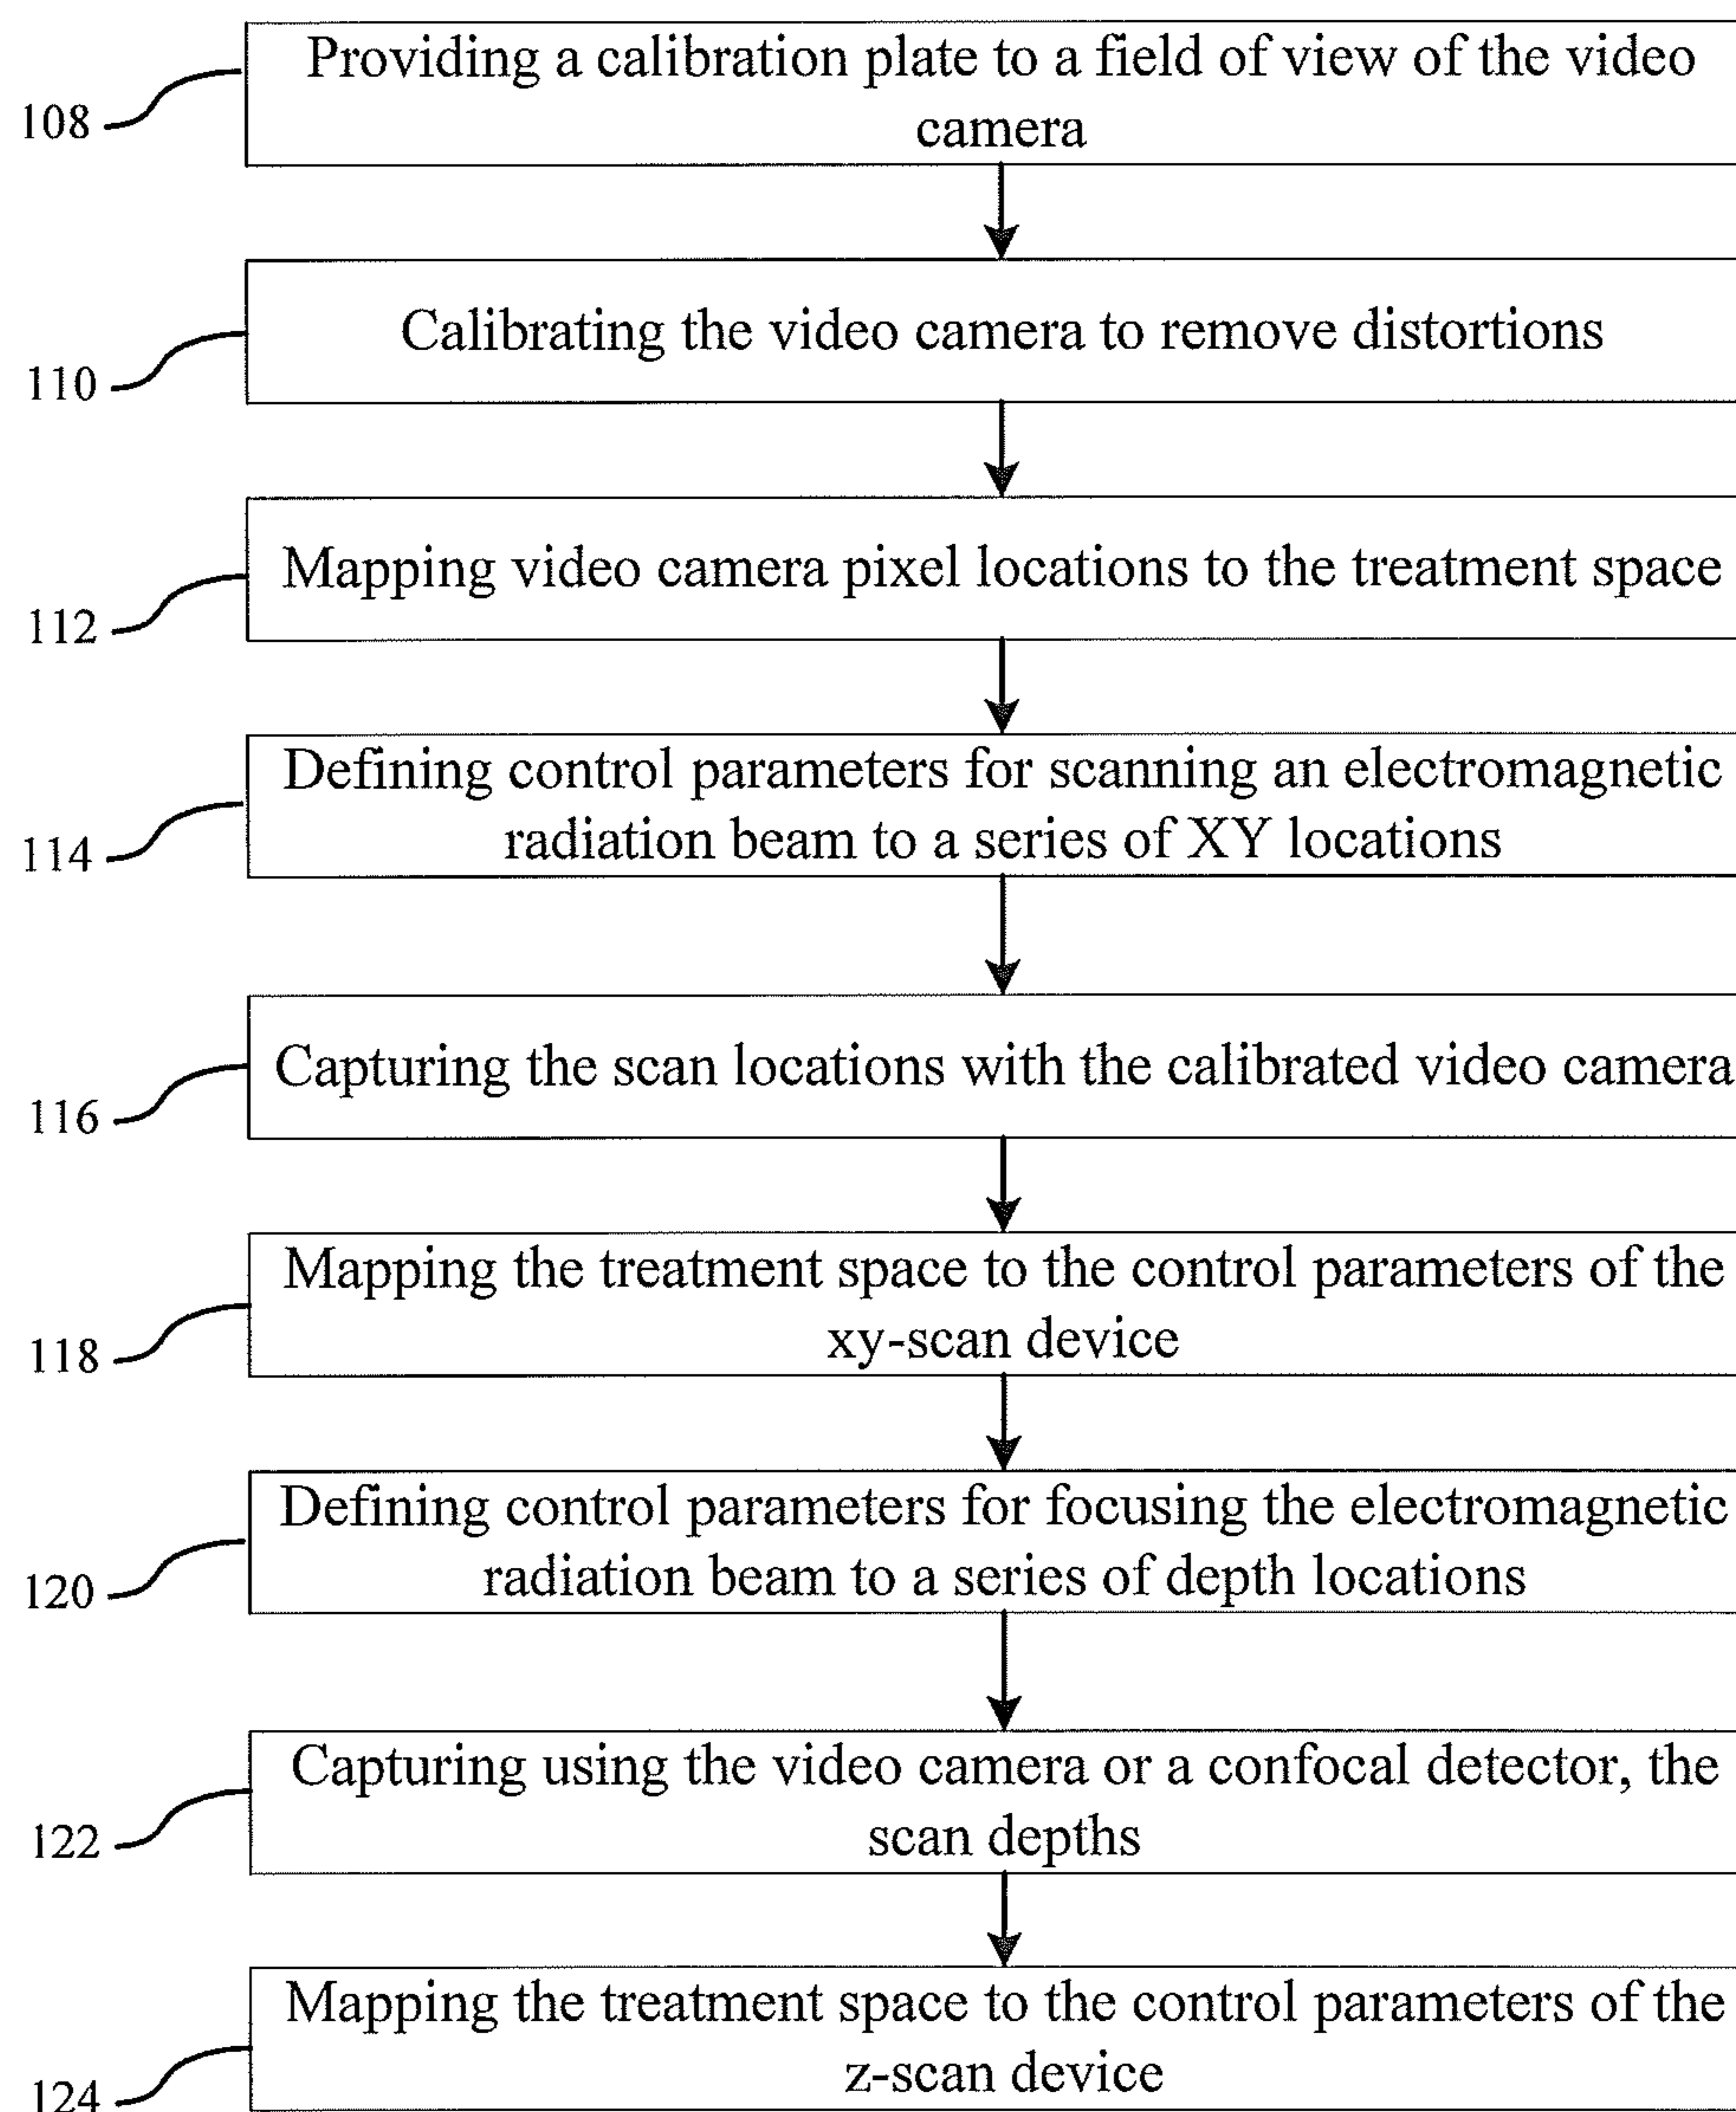 Providing a calibration plate to a field of view of the video
camera
108
Calibrating the video camera to remove distortions
110
Mapping video camera pixel locations to the treatment space
112
Defining control parameters for scanning an electromagnetic
radiation beam to a series of XY locations
114
Capturing the scan locations with the calibrated video camera
116
Mapping the treatment space to the control parameters of the
xy-scan device
118
Defining control parameters for focusing the electromagnetic
radiation beam to a series of depth locations
120
Capturing using the video camera or a confocal detector, the
scan depths
122
Mapping the treatment space to the control parameters of the
z-scan device
124